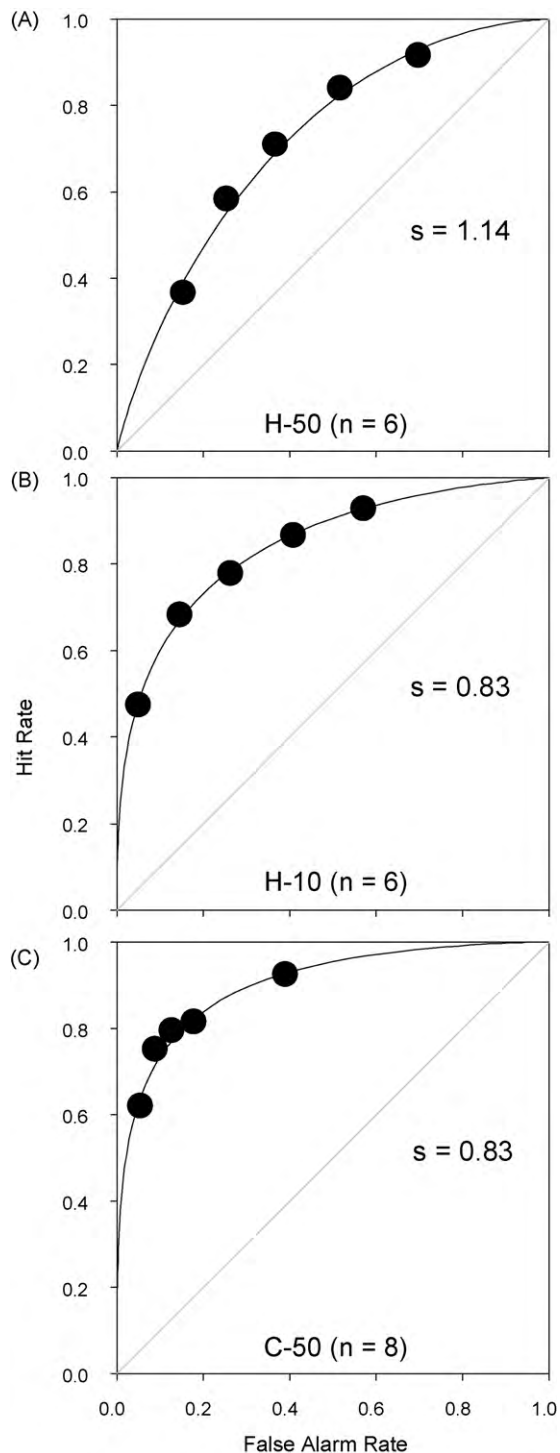 (A)
1.0
0.8
0.6
0.4
0.2
0.0
s = 1.14
H-50 (n = 6)
(B)
1.0
0.8
0.6
0.4
0.2
0.0
Hit Rate
s = 0.83
H-10 (n = 6)
(C)
1.0
0.8
0.6
0.4
0.2
0.0
s = 0.83
C-50 (n = 8)
0.0 0.2 0.4 0.6 0.8 1.0
False Alarm Rate